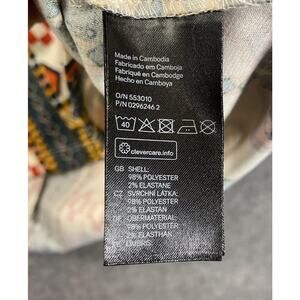 Made in Cambodia
Fabricado em Camboja
Fabriqué en Cambodge
Hecho en Camboya
O/N 553010
P/N 0296246.2
40
clevercare.info
GB SHELL:
98% POLYESTER
2% ELASTANE
CZ SVRCHNÍ LÁTKA:
98% POLYESTER
2% ELASTAN
DE OBERMATERIAL:
98% POLYESTER
2% ELASTHAN